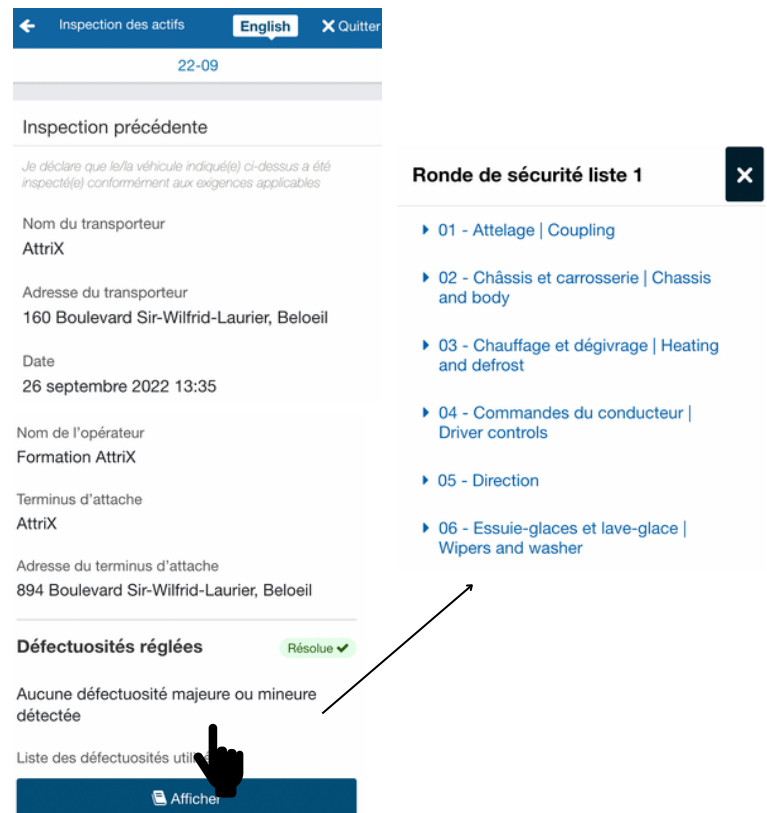 Inspection des actifs
English
Quitter
22-09
Inspection précédente
Je déclare que le/la véhicule indiqué(e) ci-dessus a été
inspecté(e) conformément aux exigences applicables
Nom du transporteur
AttriX
Adresse du transporteur
160 Boulevard Sir-Wilfrid-Laurier, Beloeil
Date
26 septembre 2022 13:35
Nom de l'opérateur
Formation AttriX
Terminus d'attache
AttriX
Adresse du terminus d'attache
894 Boulevard Sir-Wilfrid-Laurier, Beloeil
Défectuosités réglées
Résolue
Aucune défectuosité majeure ou mineure
détectée
Liste des défectuosités
Afficher
Ronde de sécurité liste 1
01 - Attelage | Coupling
02 - Châssis et carrosserie | Chassis
and body
03 - Chauffage et dégivrage | Heating
and defrost
04 - Commandes du conducteur |
Driver controls
05 - Direction
06 - Essuie-glaces et lave-glace |
Wipers and washer